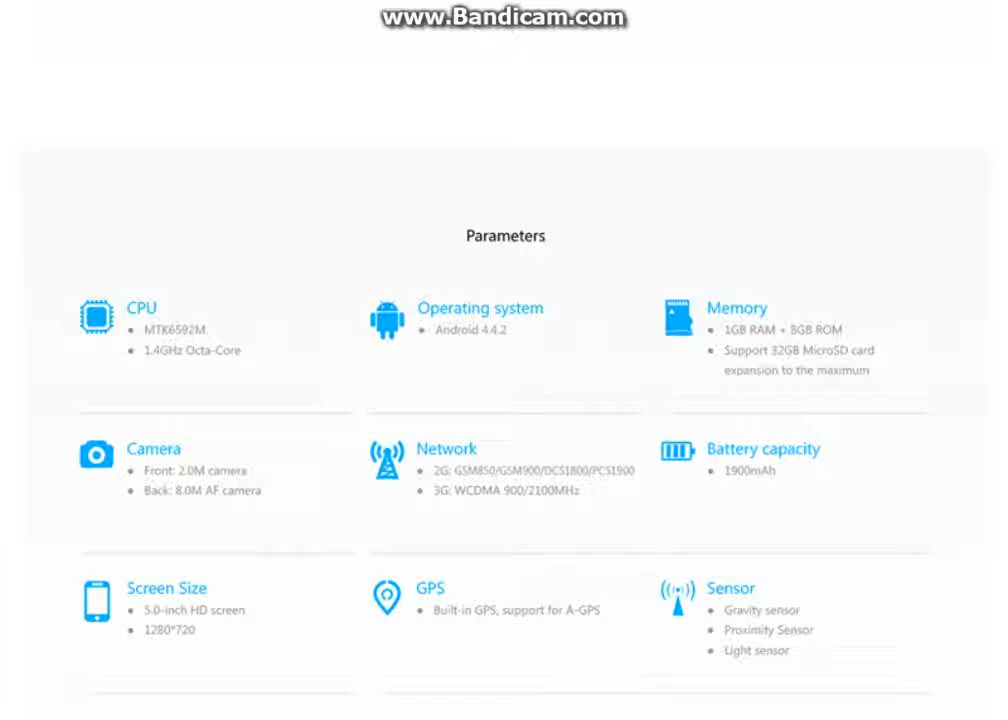 www.Bandicam.com
Parameters
CPU
MTK6592M
1.4GHz Octa-Core
Operating system
Android 4.4.2
Memory
1GB RAM + 8GB ROM
Support 32GB MicroSD card
expansion to the maximum
Camera
Front: 2.0M camera
Back: 8.0M AF camera
Network
2G: GSM850/GSM900/DCS1800/PCS1900
3G: WCDMA 900/2100MHz
Battery capacity
1900mAh
Screen Size
5.0-inch HD screen
1280*720
GPS
Built-in GPS, support for A-GPS
Sensor
Gravity sensor
Proximity Sensor
Light sensor